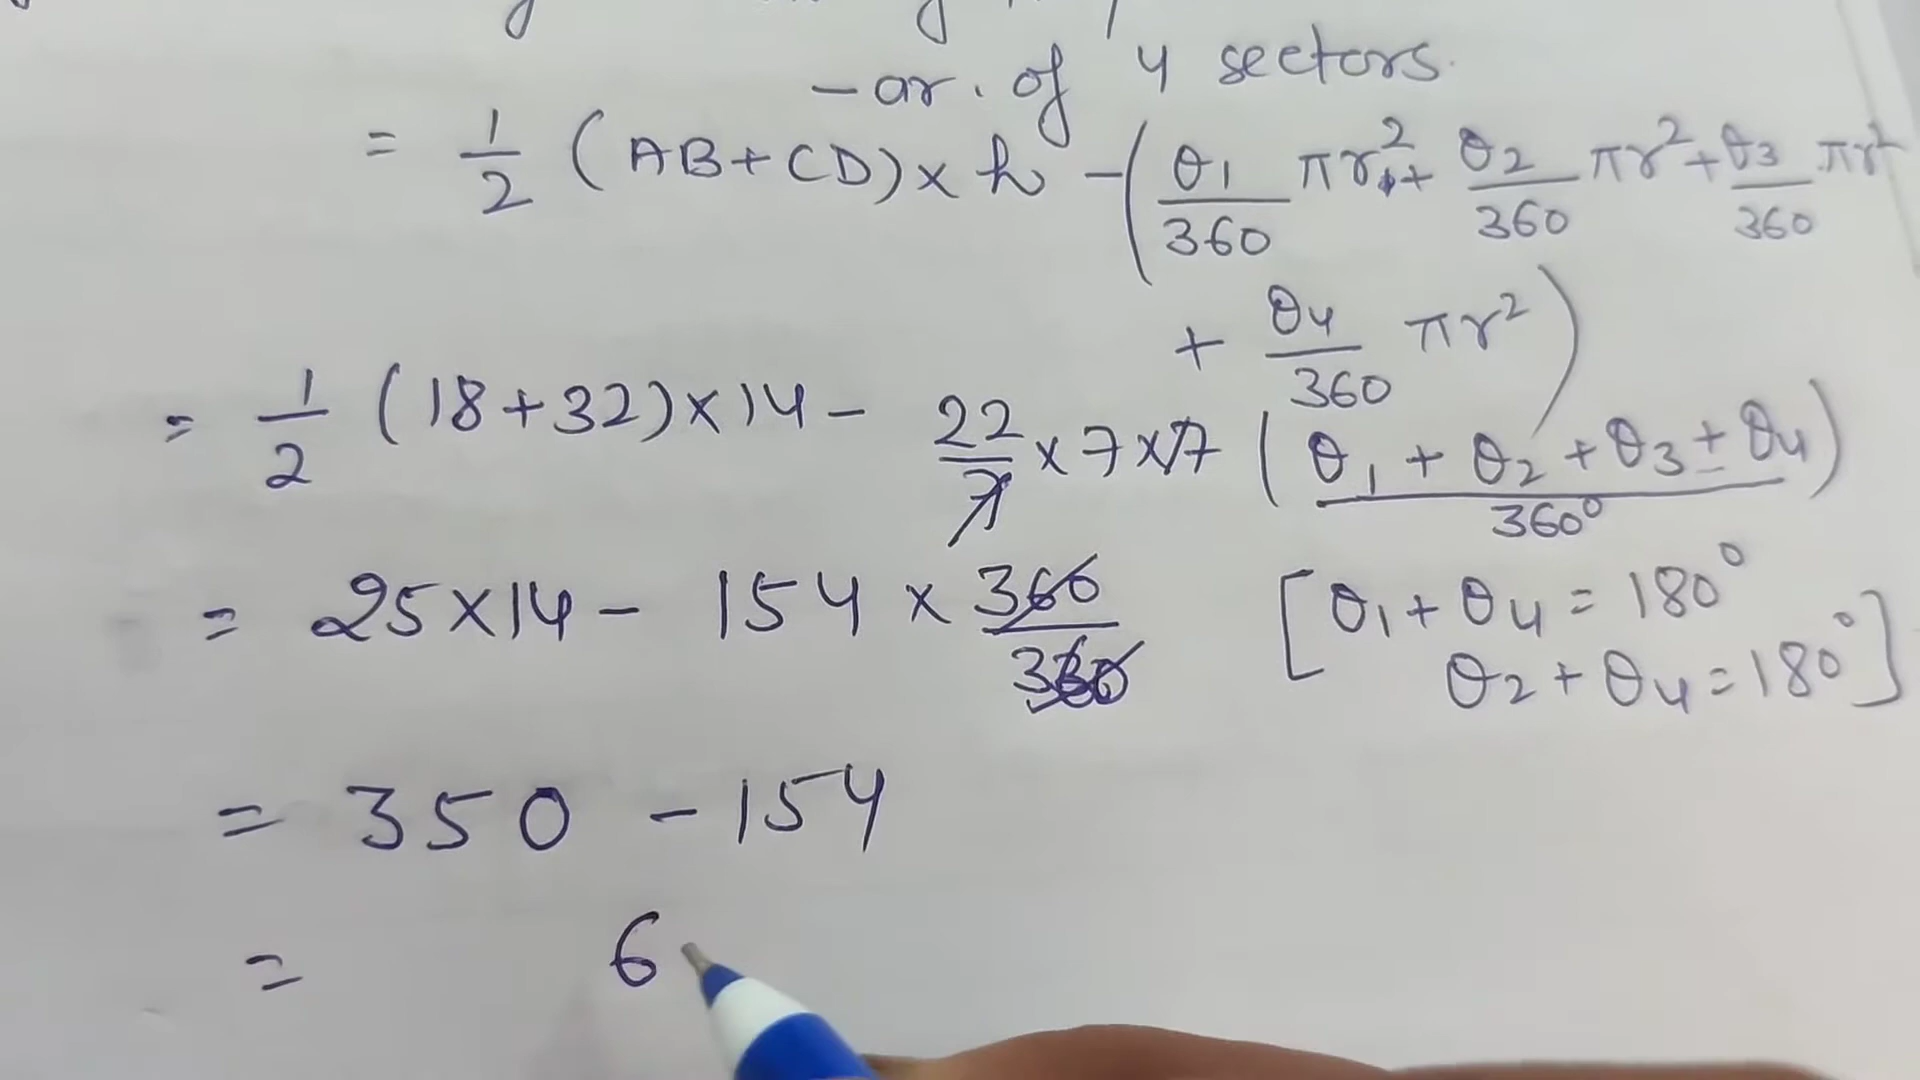 - ar. of 4 sectors.
= 1/2 (AB+CD) × h - (θ1/360 πr² + θ2/360 πr² + θ3/360 πr²
+ θ4/360 πr²)
= 1/2 (18+32) × 14 - 22/7 × 7 × 7 (θ1 + θ2 + θ3 + θ4 / 360°)
= 25×14 - 154 × 360/360 [θ1 + θ4 = 180°
θ2 + θ4 = 180°]
= 350 - 154
= 6